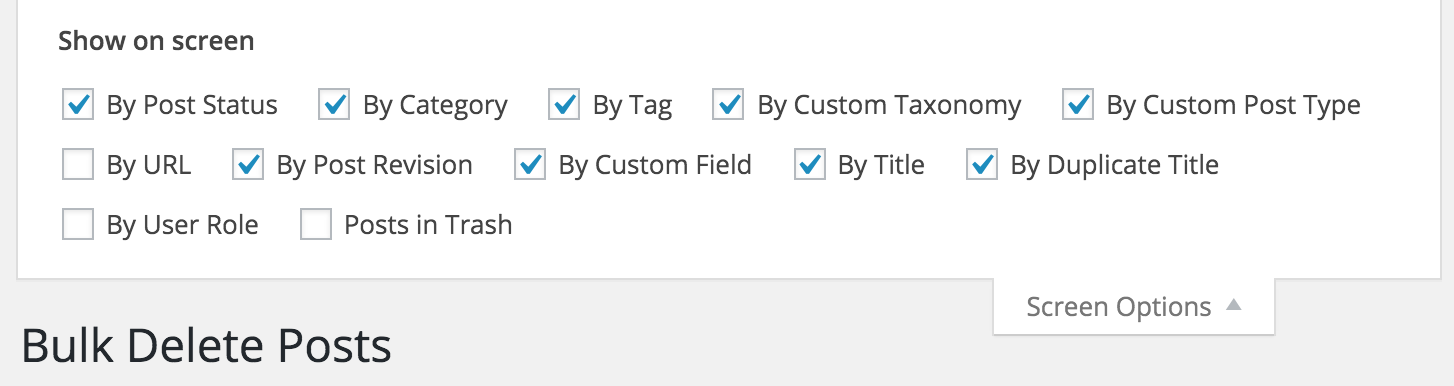 Show on screen
By Post Status By Category By Tag By Custom Taxonomy By Custom Post Type
By URL By Post Revision By Custom Field By Title By Duplicate Title
By User Role Posts in Trash
Screen Options
Bulk Delete Posts